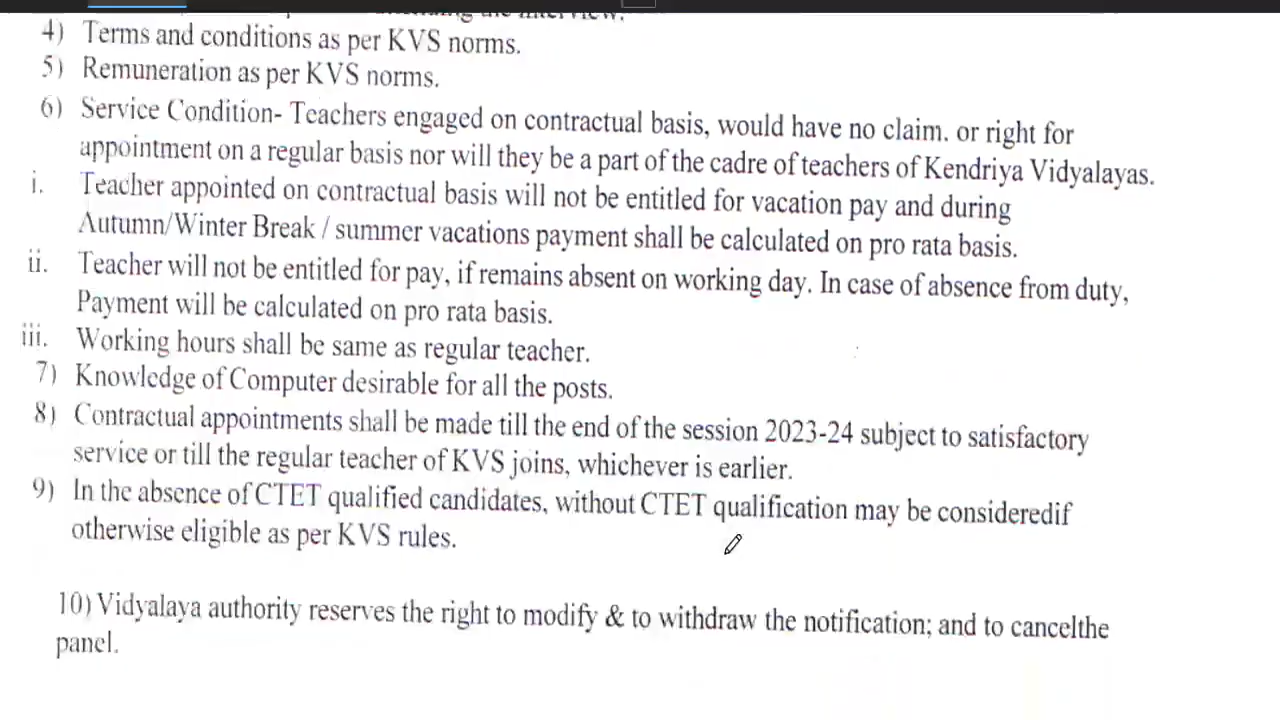 the interview.
4) Terms and conditions as per KVS norms.
5) Remuneration as per KVS norms.
6) Service Condition- Teachers engaged on contractual basis, would have no claim. or right for
appointment on a regular basis nor will they be a part of the cadre of teachers of Kendriya Vidyalayas.
i. Teacher appointed on contractual basis will not be entitled for vacation pay and during
Autumn/Winter Break / summer vacations payment shall be calculated on pro rata basis.
ii. Teacher will not be entitled for pay, if remains absent on working day. In case of absence from duty,
Payment will be calculated on pro rata basis.
iii. Working hours shall be same as regular teacher.
7) Knowledge of Computer desirable for all the posts.
8) Contractual appointments shall be made till the end of the session 2023-24 subject to satisfactory
service or till the regular teacher of KVS joins, whichever is earlier.
9) In the absence of CTET qualified candidates, without CTET qualification may be consideredif
otherwise eligible as per KVS rules.
10) Vidyalaya authority reserves the right to modify & to withdraw the notification; and to cancelthe
panel.